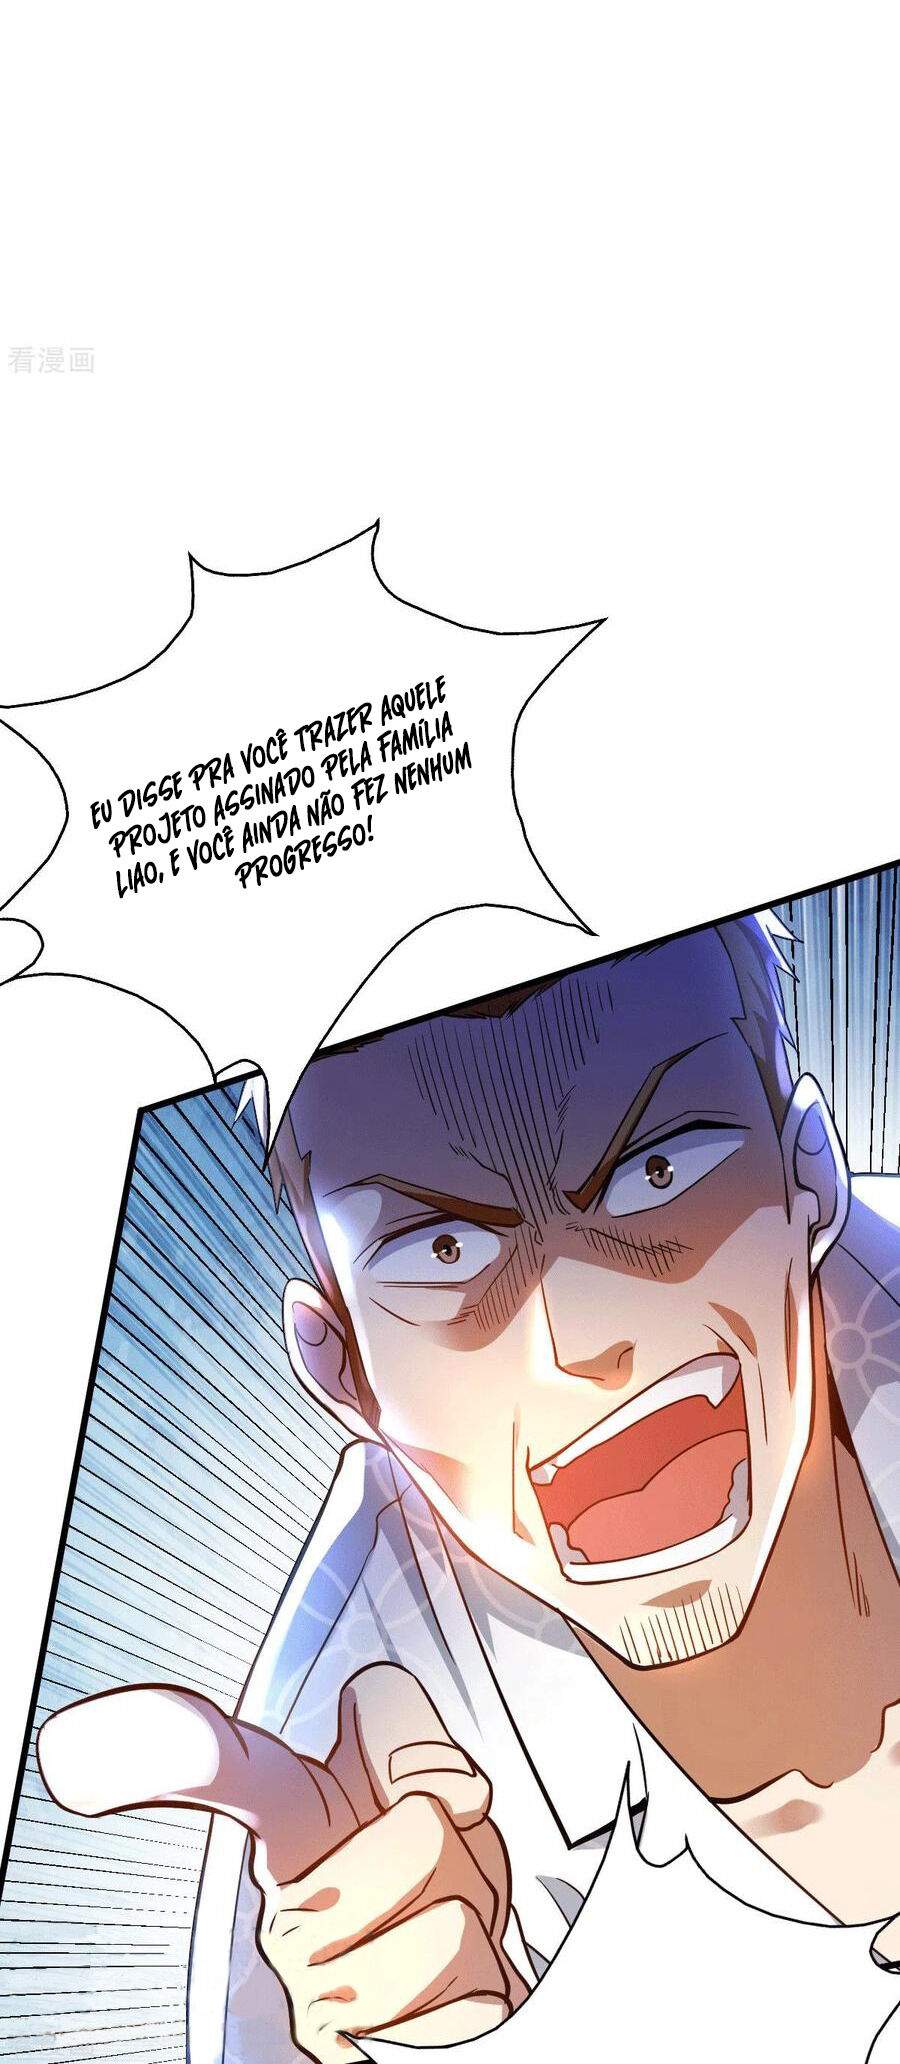 看漫画
EU DISSE PRA VOCÊ TRAZER AQUELE
PROJETO ASSINADO PELA FAMÍLIA
LIAO, E VOCÊ AINDA NÃO FEZ NENHUM
PROGRESSO!